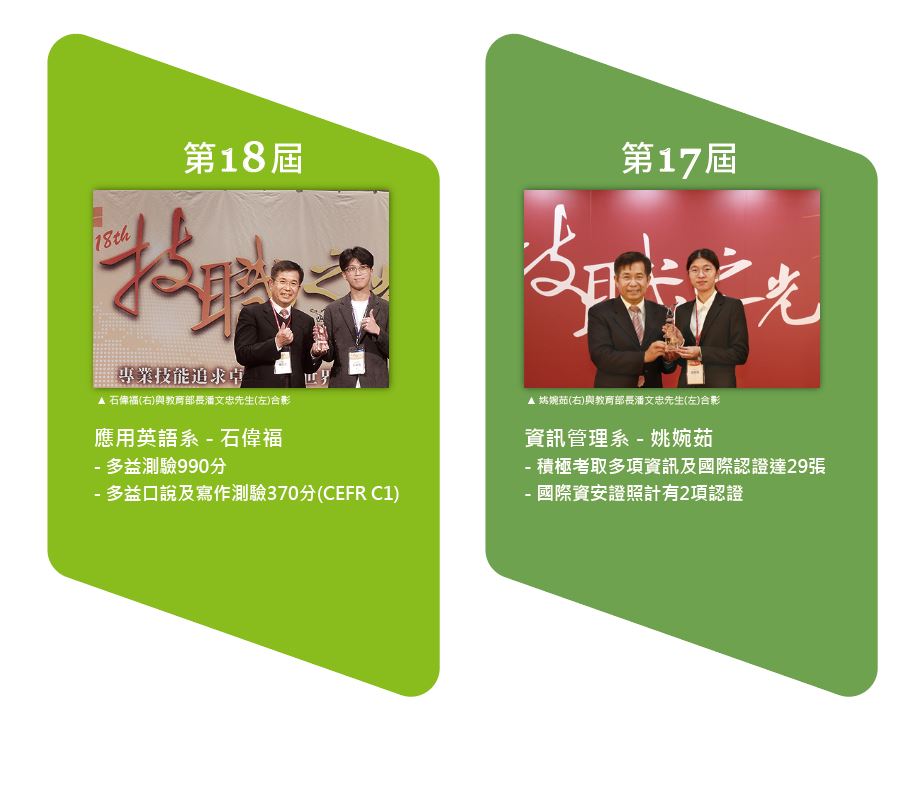 第18屆
18th
技職之光
專業技能追求卓
世界
▲ 石偉福(右)與教育部長潘文忠先生(左)合影
應用英語系 - 石偉福
- 多益測驗990分
- 多益口說及寫作測驗370分(CEFR C1)
第17屆
技職之光
▲ 姚婉茹(右)與教育部長潘文忠先生(左)合影
資訊管理系 - 姚婉茹
- 積極考取多項資訊及國際認證達29張
- 國際資安證照計有2項認證